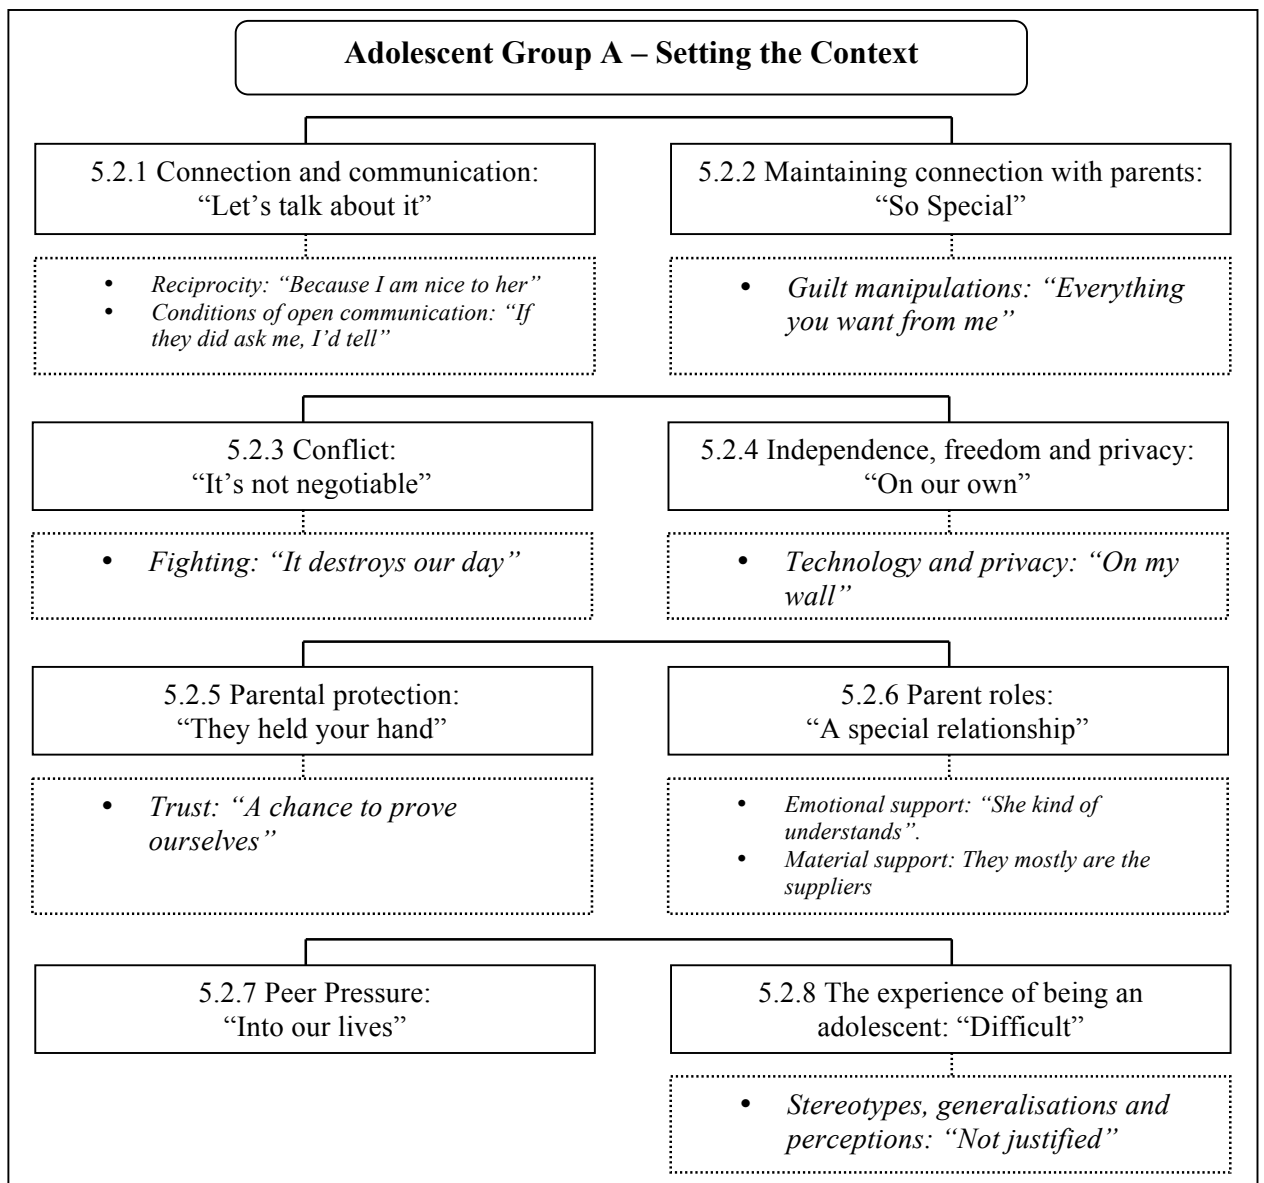 Adolescent Group A – Setting the Context
5.2.1 Connection and communication:
“Let’s talk about it”
• Reciprocity: “Because I am nice to her”
• Conditions of open communication: “If
they did ask me, I’d tell”
5.2.2 Maintaining connection with parents:
“So Special”
• Guilt manipulations: “Everything
you want from me”
5.2.3 Conflict:
“It’s not negotiable”
• Fighting: “It destroys our day”
5.2.4 Independence, freedom and privacy:
“On our own”
• Technology and privacy: “On my
wall”
5.2.5 Parental protection:
“They held your hand”
• Trust: “A chance to prove
ourselves”
5.2.6 Parent roles:
“A special relationship”
• Emotional support: “She kind of
understands”.
• Material support: They mostly are the
suppliers
5.2.7 Peer Pressure:
“Into our lives”
5.2.8 The experience of being an
adolescent: “Difficult”
• Stereotypes, generalisations and
perceptions: “Not justified”